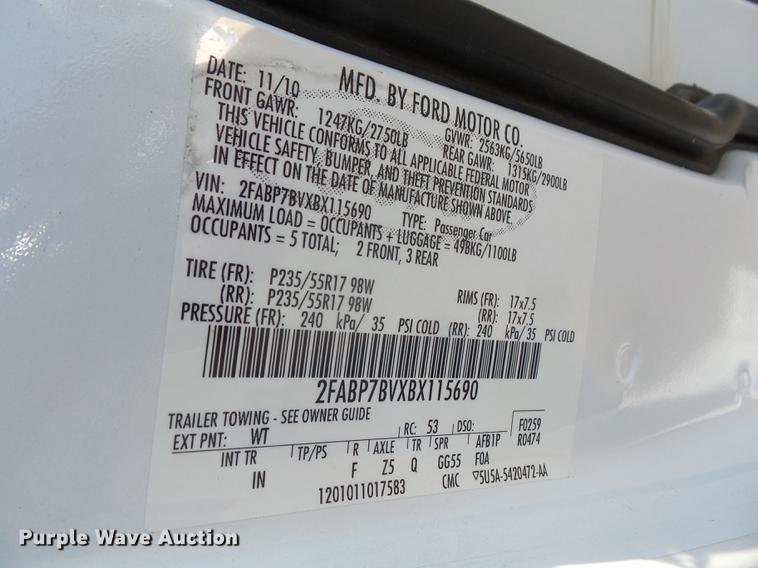 MFD. BY FORD MOTOR CO.
DATE: 11/10 GVWR: 2563KG/5650LB
FRONT GAWR: 1247KG/2750LB REAR GAWR: 1315KG/2900LB
THIS VEHICLE CONFORMS TO ALL APPLICABLE FEDERAL MOTOR
VEHICLE SAFETY, BUMPER, AND THEFT PREVENTION STANDARDS
IN EFFECT ON THE DATE OF MANUFACTURE SHOWN ABOVE.
VIN: 2FABP7BVXBX115690 TYPE: Passenger Car
MAXIMUM LOAD = OCCUPANTS + LUGGAGE = 498KG/1100LB
OCCUPANTS = 5 TOTAL; 2 FRONT, 3 REAR
TIRE (FR): P235/55R17 98W RIMS (FR): 17x7.5
(RR): P235/55R17 98W (RR): 17x7.5
PRESSURE (FR): 240 kPa/ 35 PSI COLD (RR): 240 kPa/ 35 PSI COLD
2FABP7BVXBX115690
TRAILER TOWING - SEE OWNER GUIDE
EXT PNT: WT RC: 53 DSO: F0259
INT TR TP/PS R AXLE TR SPR AFB1P R0474
IN F Z5 Q GG55 FOA
1201011017583 CMC ▽5U5A-5420472-AA
Purple Wave Auction